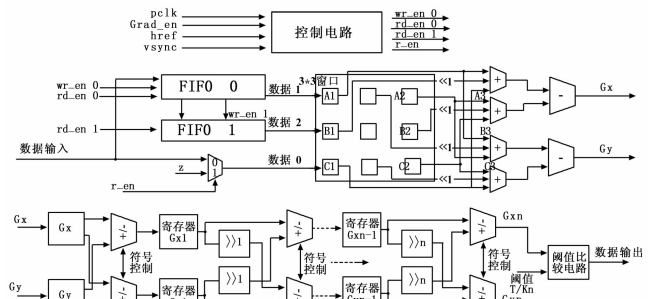 pclk
Grad_en
href
vsync
控制电路
wr_en 0
rd_en 0
rd_en 1
r_en
wr_en 0
rd_en 0
FIFO 0
数据 1
3*3窗口
A1
A2
A3
<<1
wr_en 1
rd_en 1
FIFO 1
数据 2
B1
B2
B3
<<1
<<1
数据输入
z
0
1
r_en
数据 0
C1
C2
C3
<<1
+
+
-
Gx
+
+
-
Gy
Gx
Gx
+/-
寄存器
Gx1
>>1
+/-
寄存器
Gxn-1
>>n
+/-
Gxn
符号
控制
符号
控制
符号
控制
阈值比
较电路
数据输出
阈值
T/Kn
Gy
Gy
+/-
寄存器
>>1
+/-
寄存器
>>n
+/-